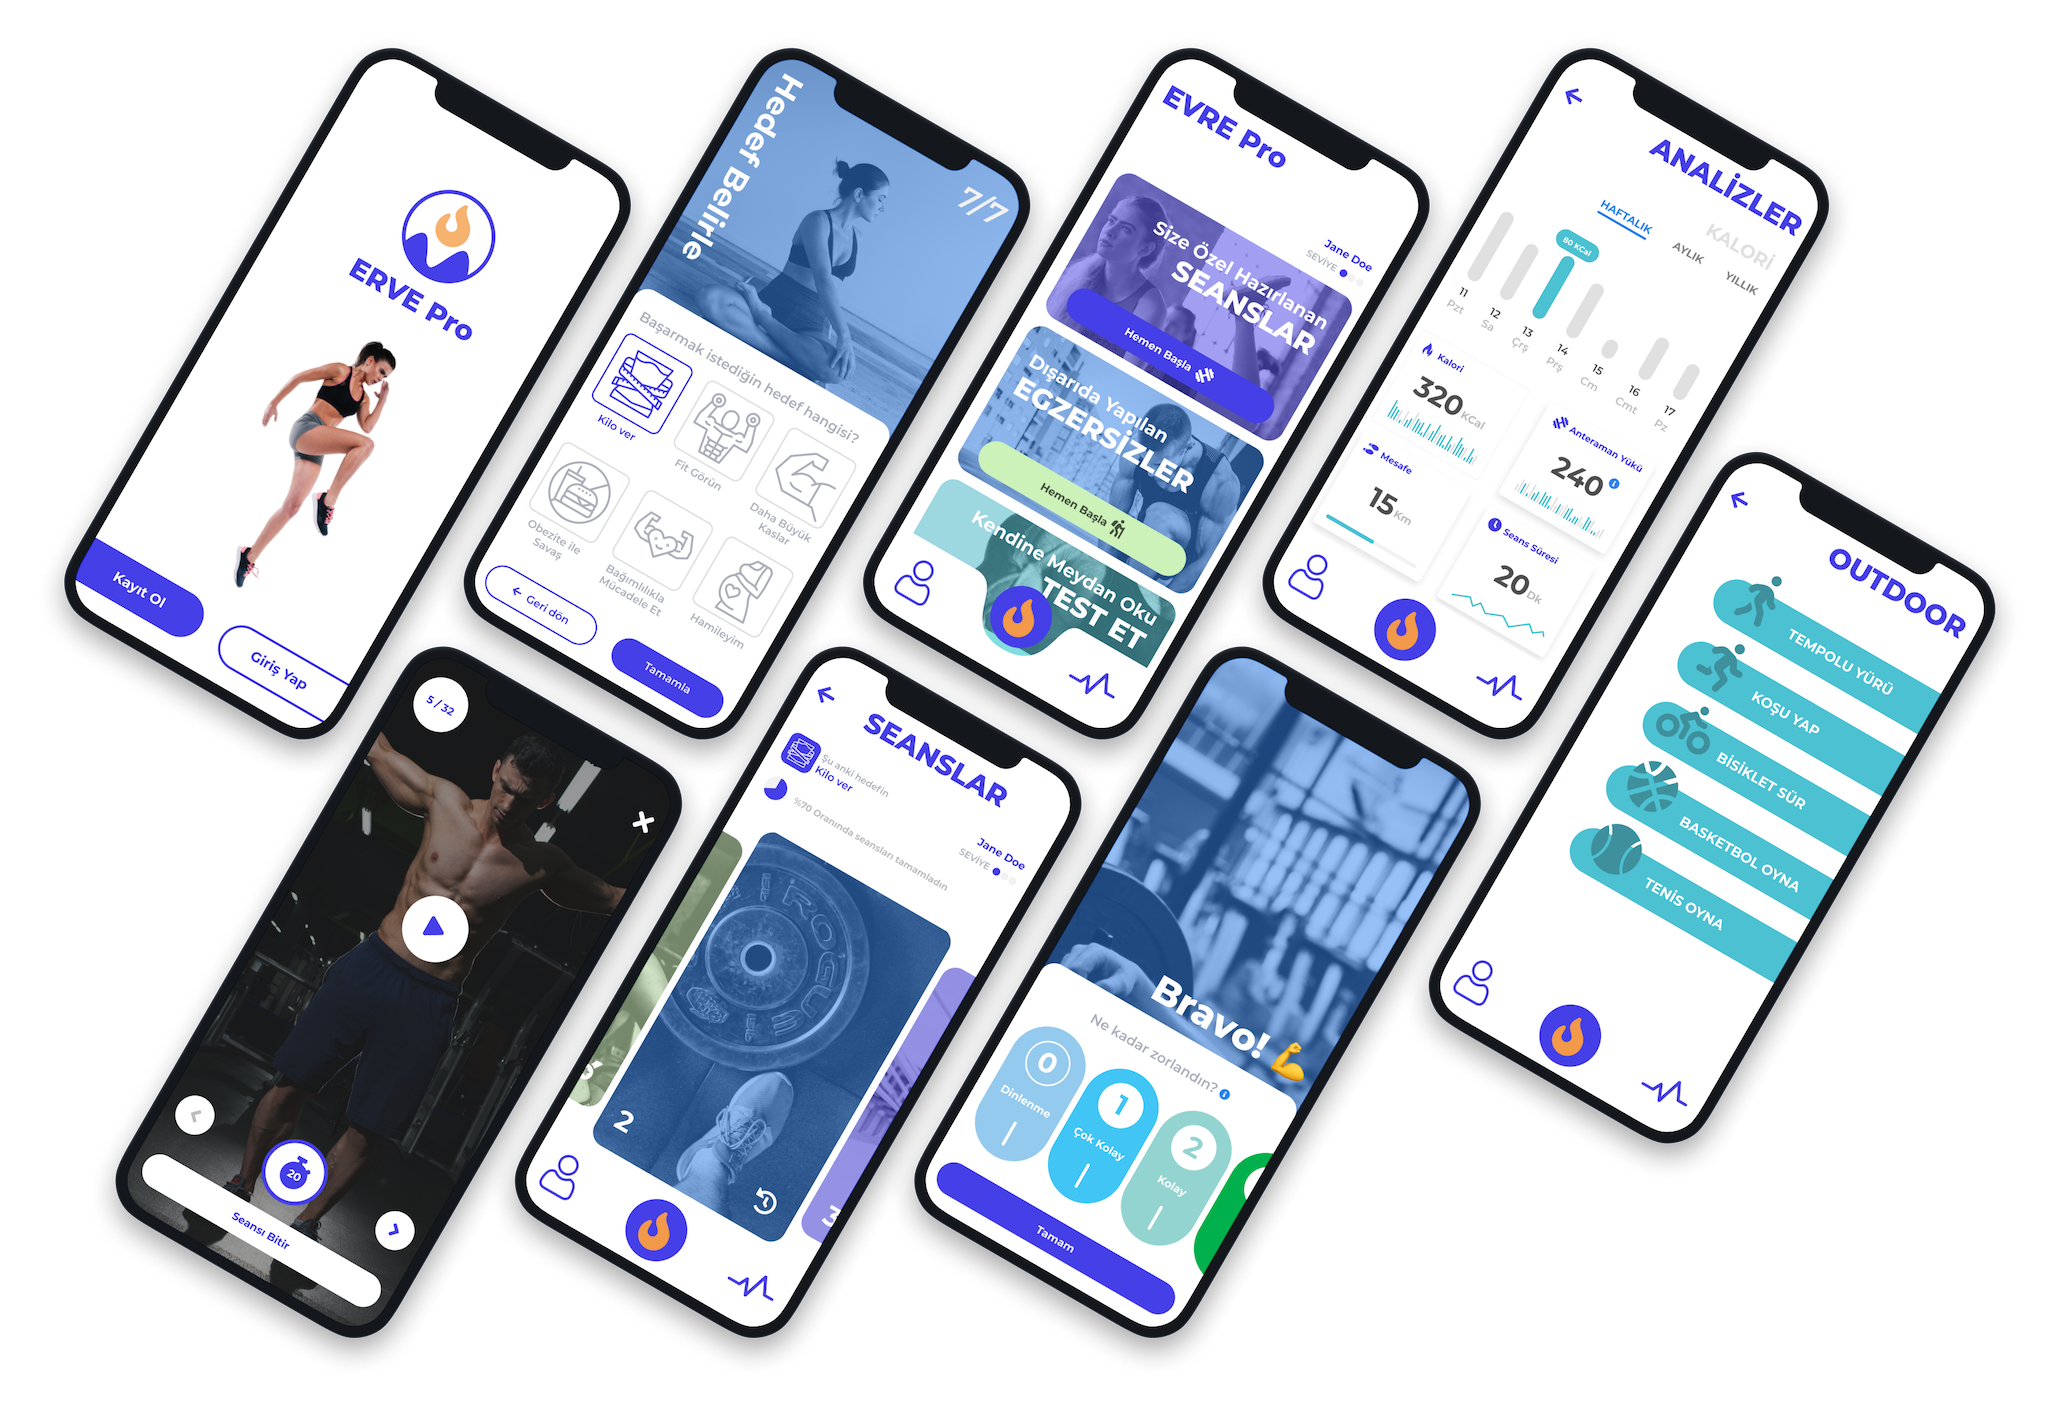 ERVE Pro
Kayıt Ol
Giriş Yap
Hedef Belirle
7/7
Başarmak istediğin hedef hangisi?
Kilo ver
Fit Görün
Daha Büyük
Kaslar
Obezite ile
Savaş
Bağımlılıkla
Mücadele Et
Hamileyim
Geri dön
Tamamla
EVRE Pro
Jane Doe
SEVİYE
Size Özel Hazırlanan
SEANSLAR
Hemen Başla
Dışarıda Yapılan
EGZERSİZLER
Hemen Başla
Kendine Meydan Oku
TEST ET
ANALİZLER
KALORİ
HAFTALIK
AYLIK
YILLIK
80 KCal
11
Pzt
12
Sa
13
Çrş
14
Prş
15
Cm
16
Cmt
17
Pz
Kalori
320 KCal
Anteraman Yükü
240
Mesafe
15 Km
Seans Süresi
20 Dk
OUTDOOR
TEMPOLU YÜRÜ
KOŞU YAP
BİSİKLET SÜR
BASKETBOL OYNA
TENİS OYNA
5 / 32
20
Seansı Bitir
SEANSLAR
Şu anki hedefin
Kilo ver
%70 Oranında seansları tamamladın
Jane Doe
SEVİYE
ROGUE
2
3
Bravo! 💪
Ne kadar zorlandın?
0
Dinlenme
1
Çok Kolay
2
Kolay
Tamam